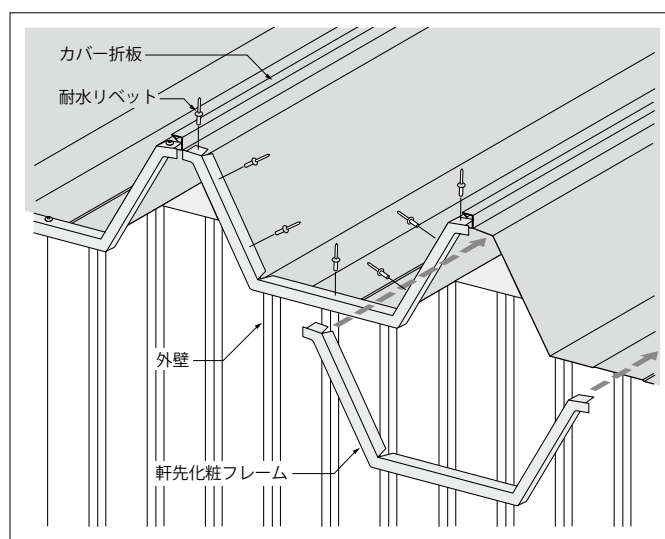 カバー折板
耐水リベット
外壁
軒先化粧フレーム